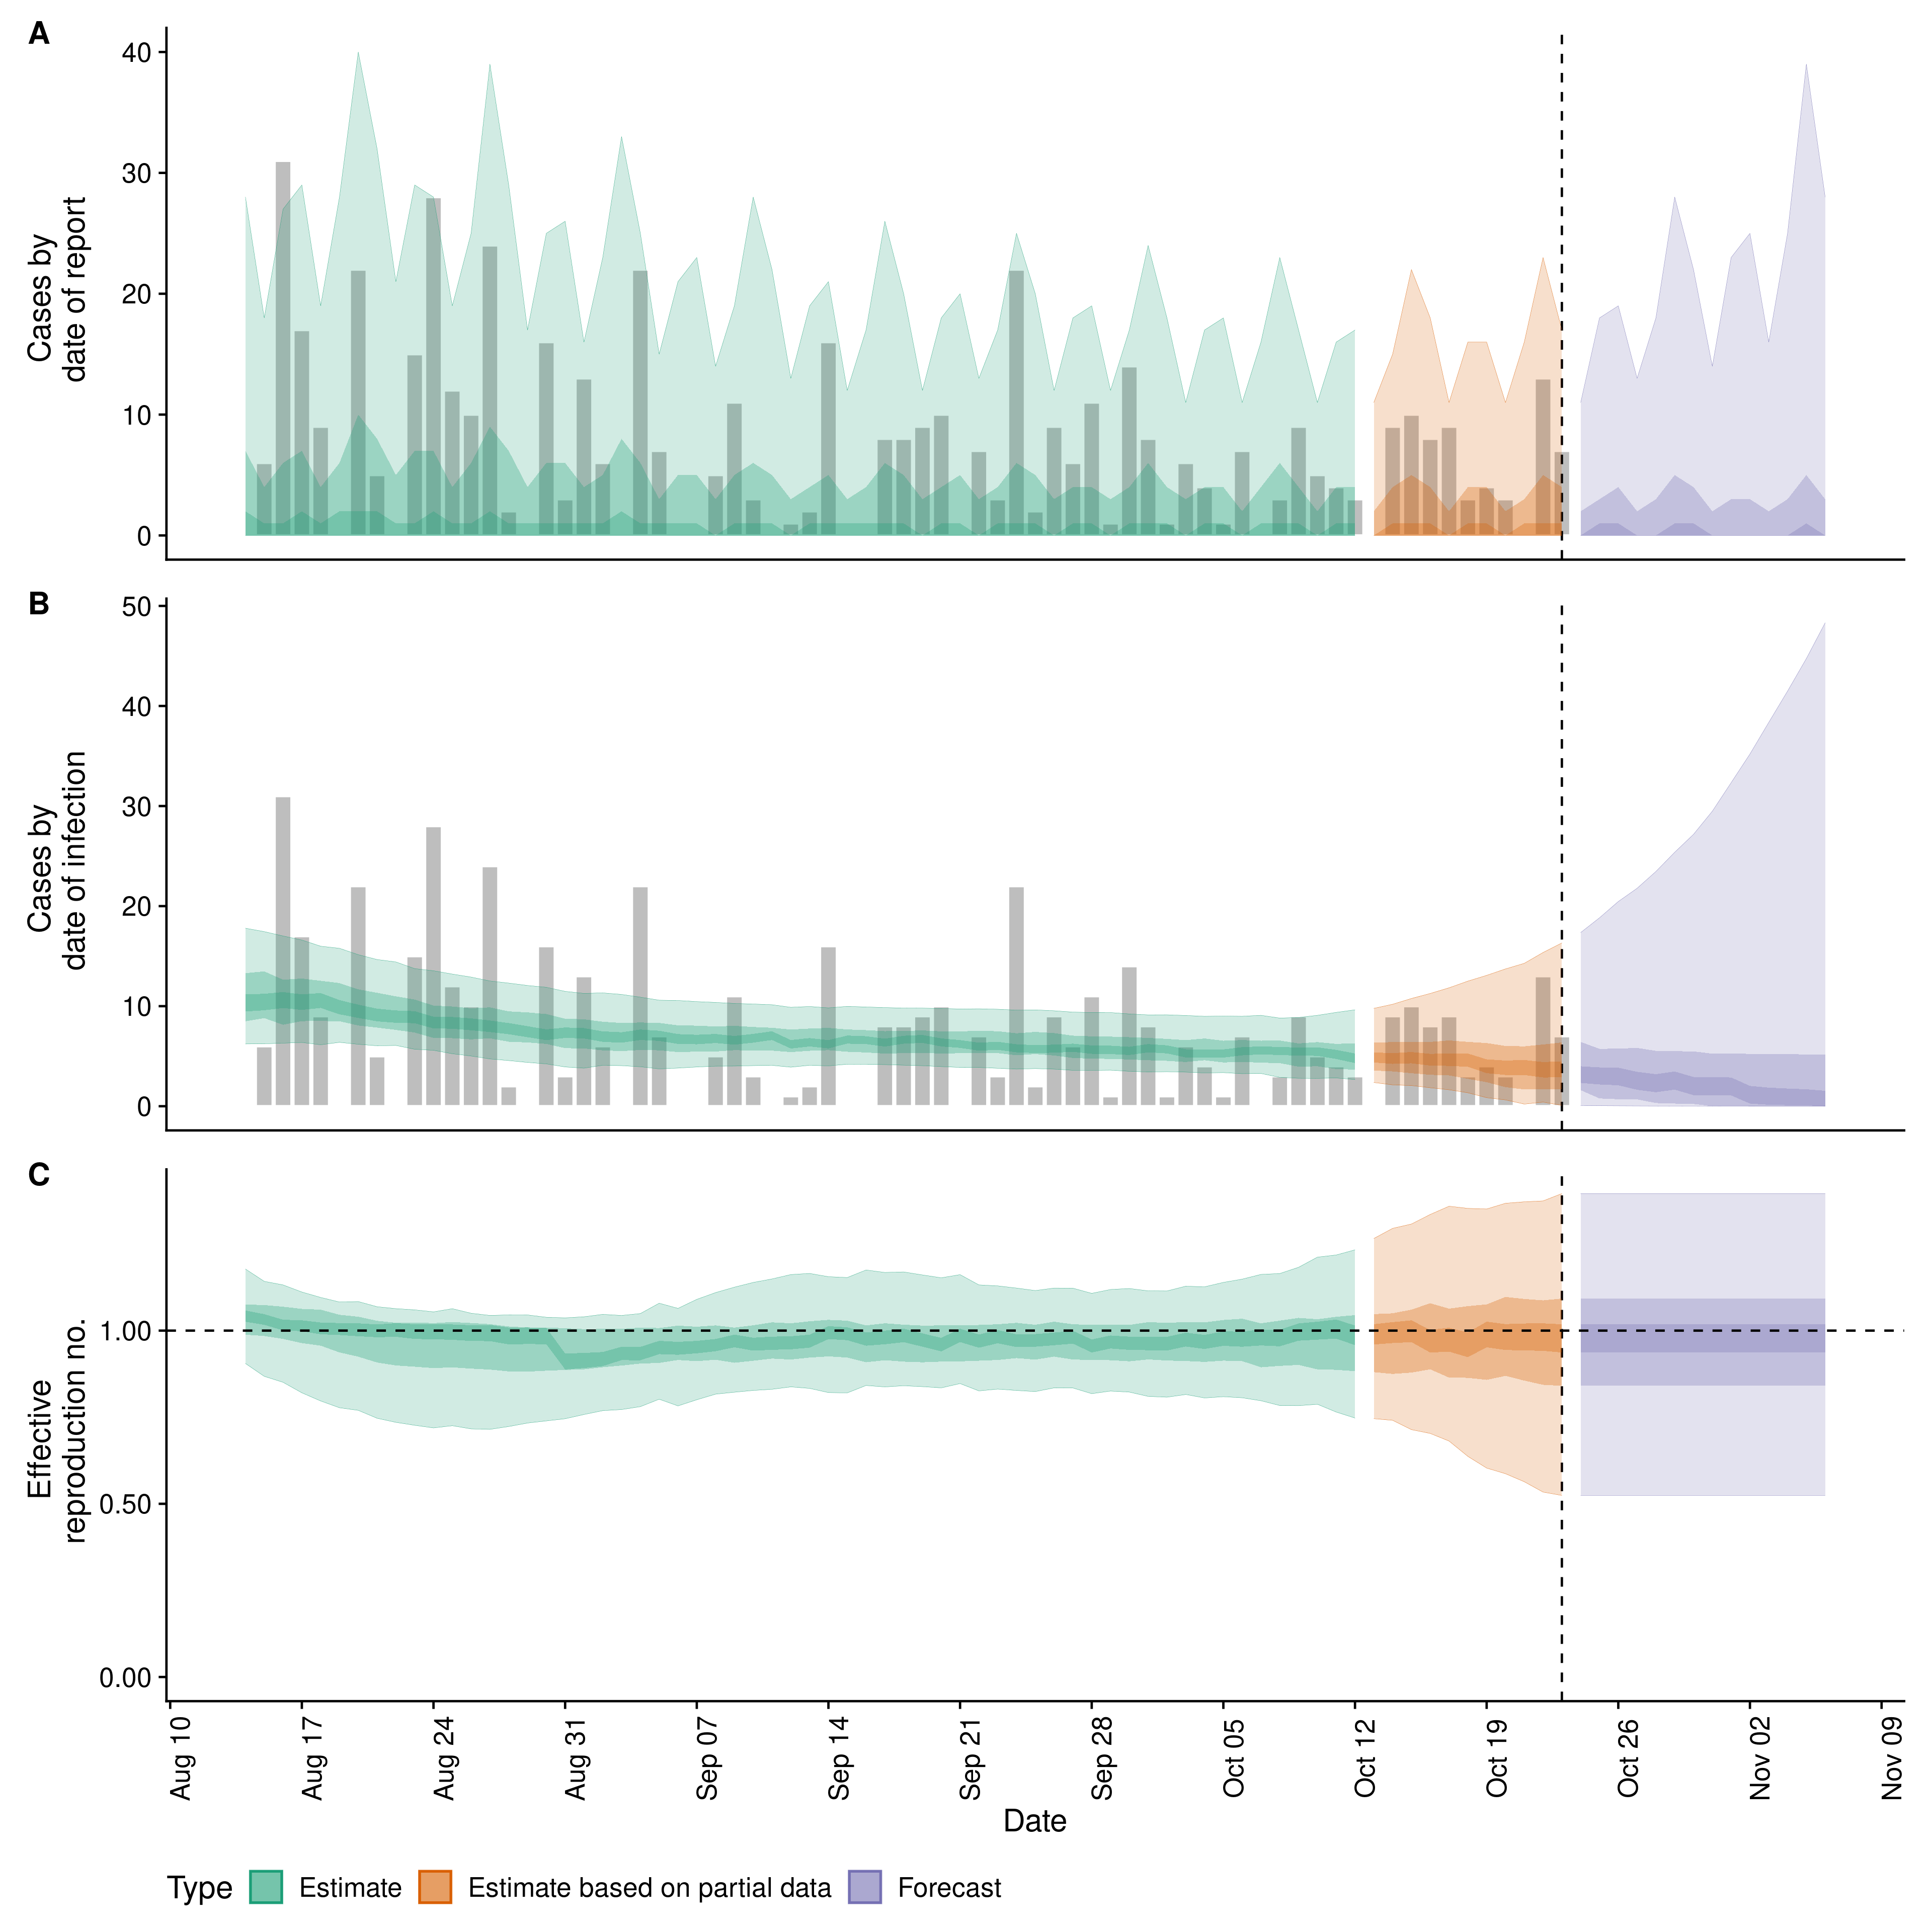 A
40
30
20
10
0
Cases by
date of report
B
50
40
30
20
10
0
Cases by
date of infection
C
1.00
0.50
0.00
Effective
reproduction no.
Aug 10
Aug 17
Aug 24
Aug 31
Sep 07
Sep 14
Sep 21
Sep 28
Oct 05
Oct 12
Oct 19
Oct 26
Nov 02
Nov 09
Date
Type Estimate Estimate based on partial data Forecast